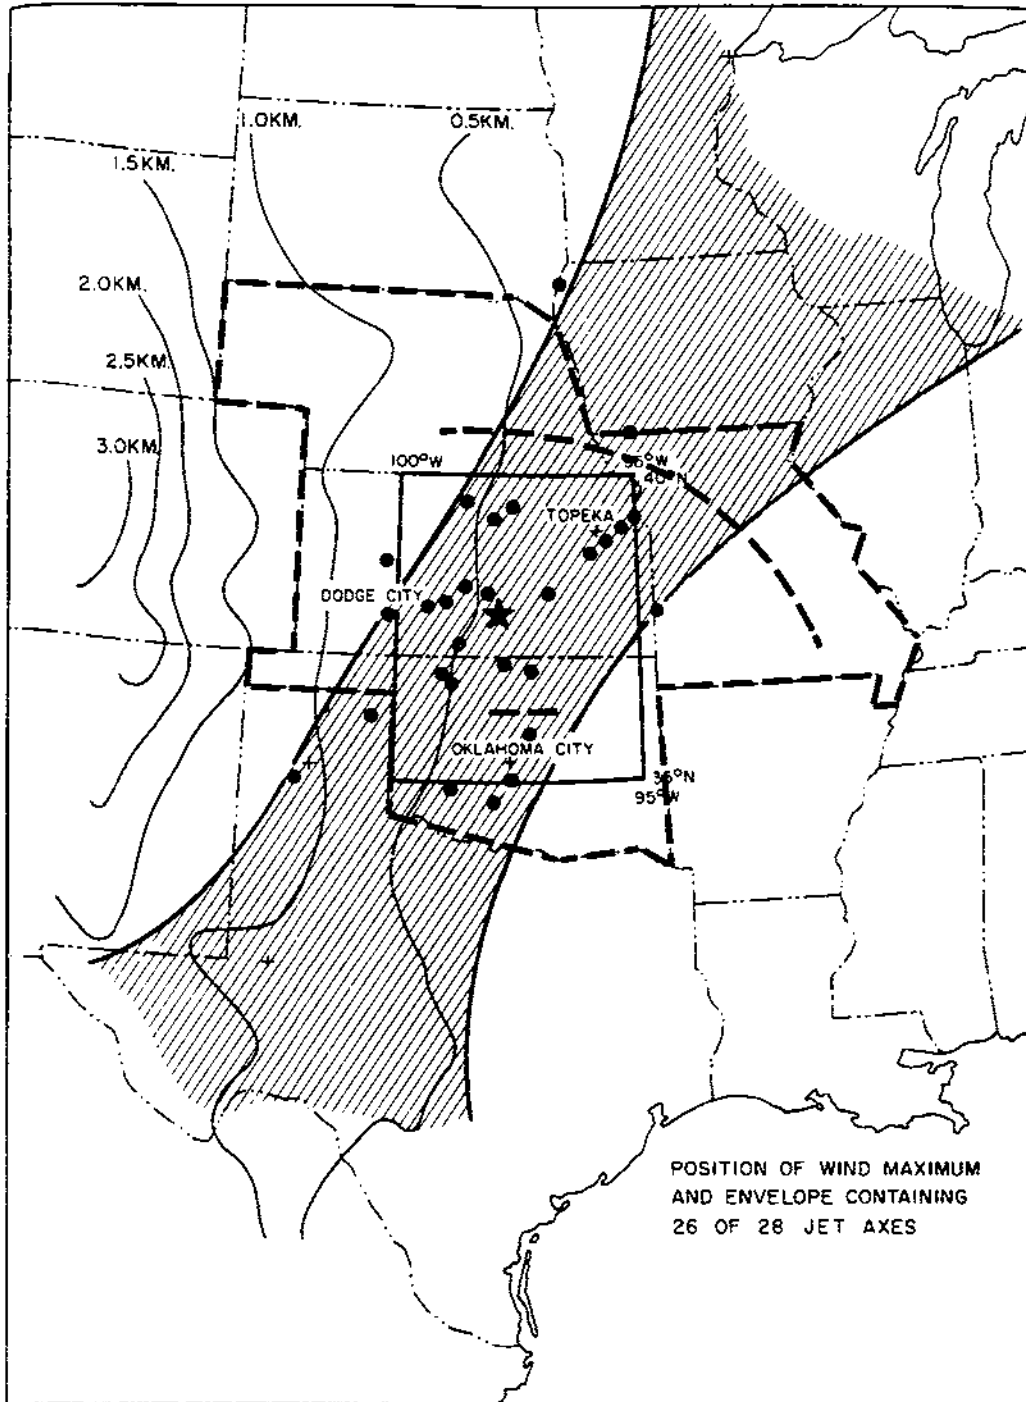 1.0KM.
0.5KM.
1.5KM.
2.0KM.
2.5KM.
3.0KM.
100°W
95°W
40°N
TOPEKA
DODGE CITY
OKLAHOMA CITY
35°N
95°W
POSITION OF WIND MAXIMUM
AND ENVELOPE CONTAINING
26 OF 28 JET AXES